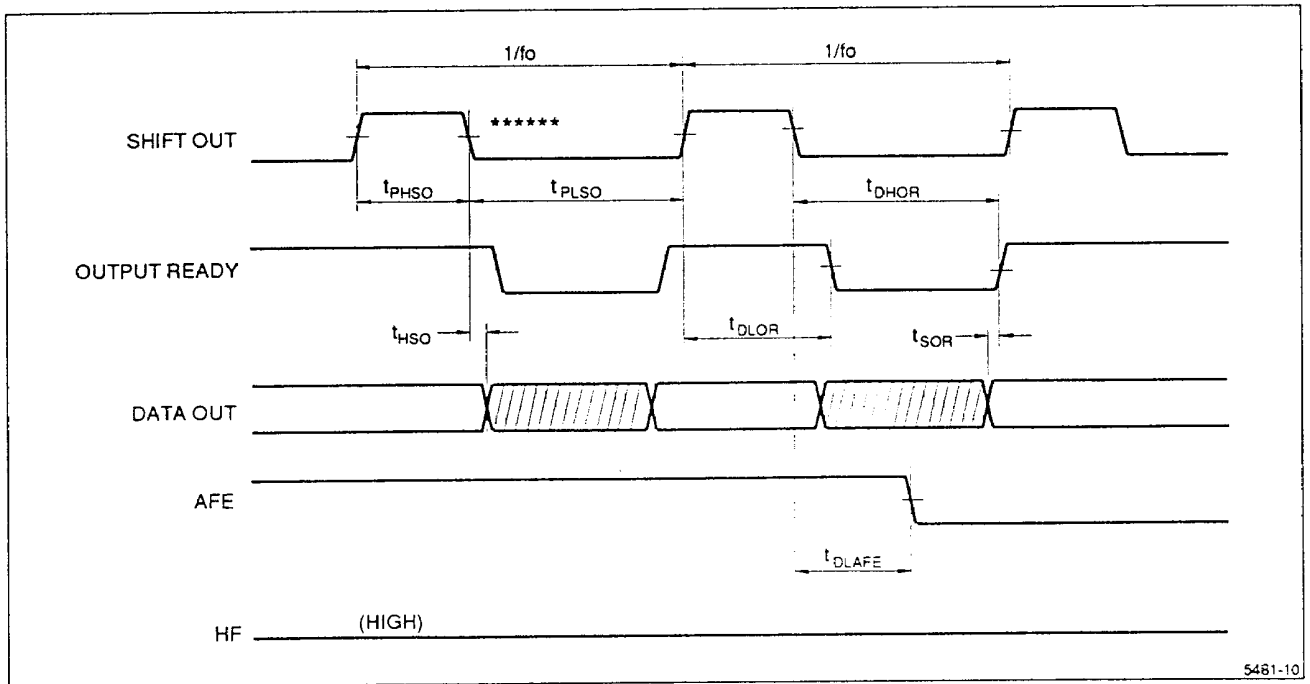 1/fo 1/fo
SHIFT OUT ******
tPHSO tPLSO tDHOR
OUTPUT READY
tHSO tDLOR tSOR
DATA OUT
AFE
tDLAFE
HF (HIGH)
5481-10